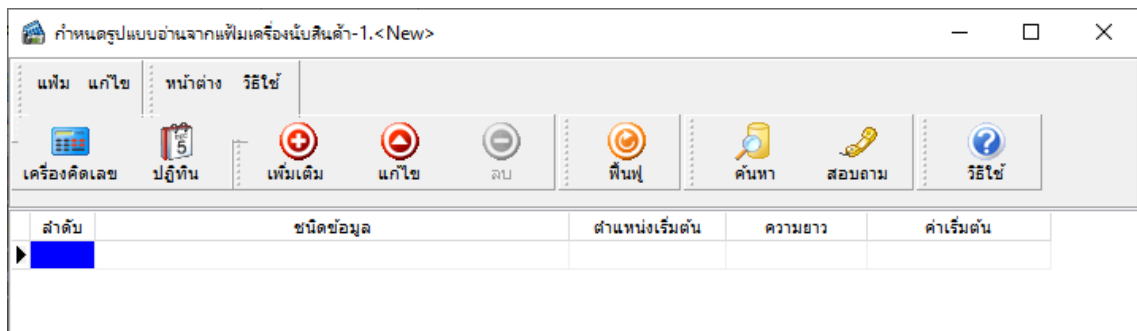 กำหนดรูปแบบอ่านจากแฟ้มเครื่องนับสินค้า-1.<New>
แฟ้ม แก้ไข หน้าต่าง วิธีใช้
5
เครื่องคิดเลข ปฏิทิน เพิ่มเติม แก้ไข ลบ ฟื้นฟู ค้นหา สอบถาม วิธีใช้
ลำดับ ชนิดข้อมูล ตำแหน่งเริ่มต้น ความยาว ค่าเริ่มต้น